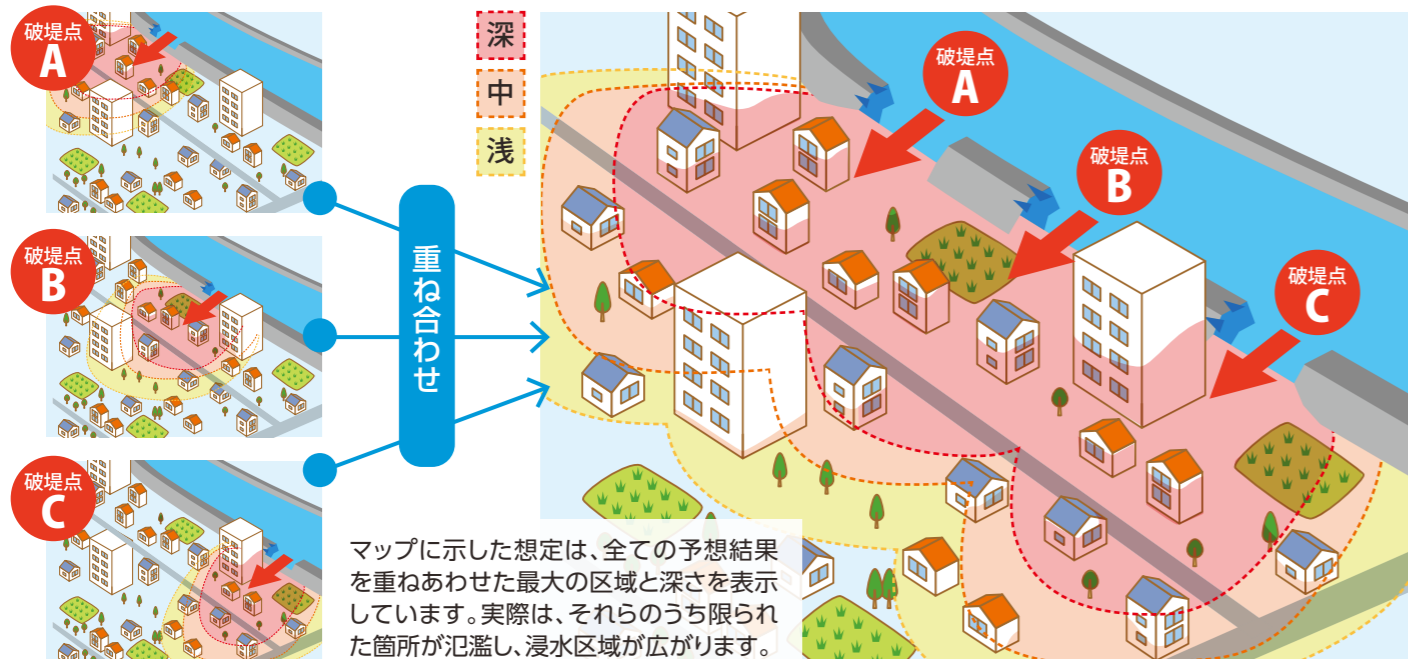 破堤点
A
破堤点
B
破堤点
C
重ね合わせ
深
中
浅
破堤点
A
破堤点
B
破堤点
C
マップに示した想定は、全ての予想結果
を重ねあわせた最大の区域と深さを表示
しています。実際は、それらのうち限られ
た箇所が氾濫し、浸水区域が広がります。